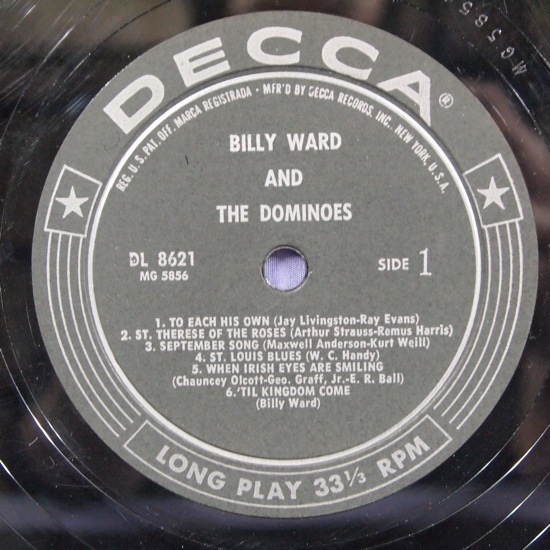 DECCA®
REG. U.S. PAT. OFF. MARCA REGISTRADA • MFR'D BY DECCA RECORDS, INC., NEW YORK, U.S.A.
BILLY WARD
AND
THE DOMINOES
DL 8621
MG 5856
SIDE 1
1. TO EACH HIS OWN (Jay Livingston-Ray Evans)
2. ST. THERESE OF THE ROSES (Arthur Strauss-Remus Harris)
3. SEPTEMBER SONG (Maxwell Anderson-Kurt Weill)
4. ST. LOUIS BLUES (W. C. Handy)
5. WHEN IRISH EYES ARE SMILING
(Chauncey Olcott-Geo. Graff, Jr.-E. R. Ball)
6. 'TIL KINGDOM COME
(Billy Ward)
LONG PLAY 33⅓ RPM